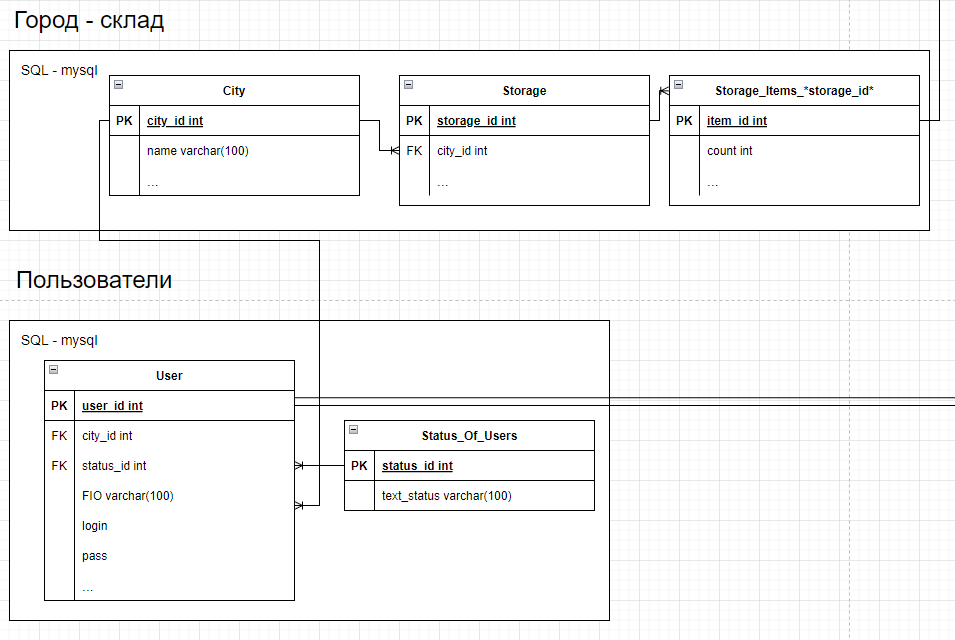 Город - склад
SQL - mysql
City
PK city_id int
name varchar(100)
...
Storage
PK storage_id int
FK city_id int
...
Storage_Items_*storage_id*
PK item_id int
count int
...
Пользователи
SQL - mysql
User
PK user_id int
FK city_id int
FK status_id int
FIO varchar(100)
login
pass
...
Status_Of_Users
PK status_id int
text_status varchar(100)